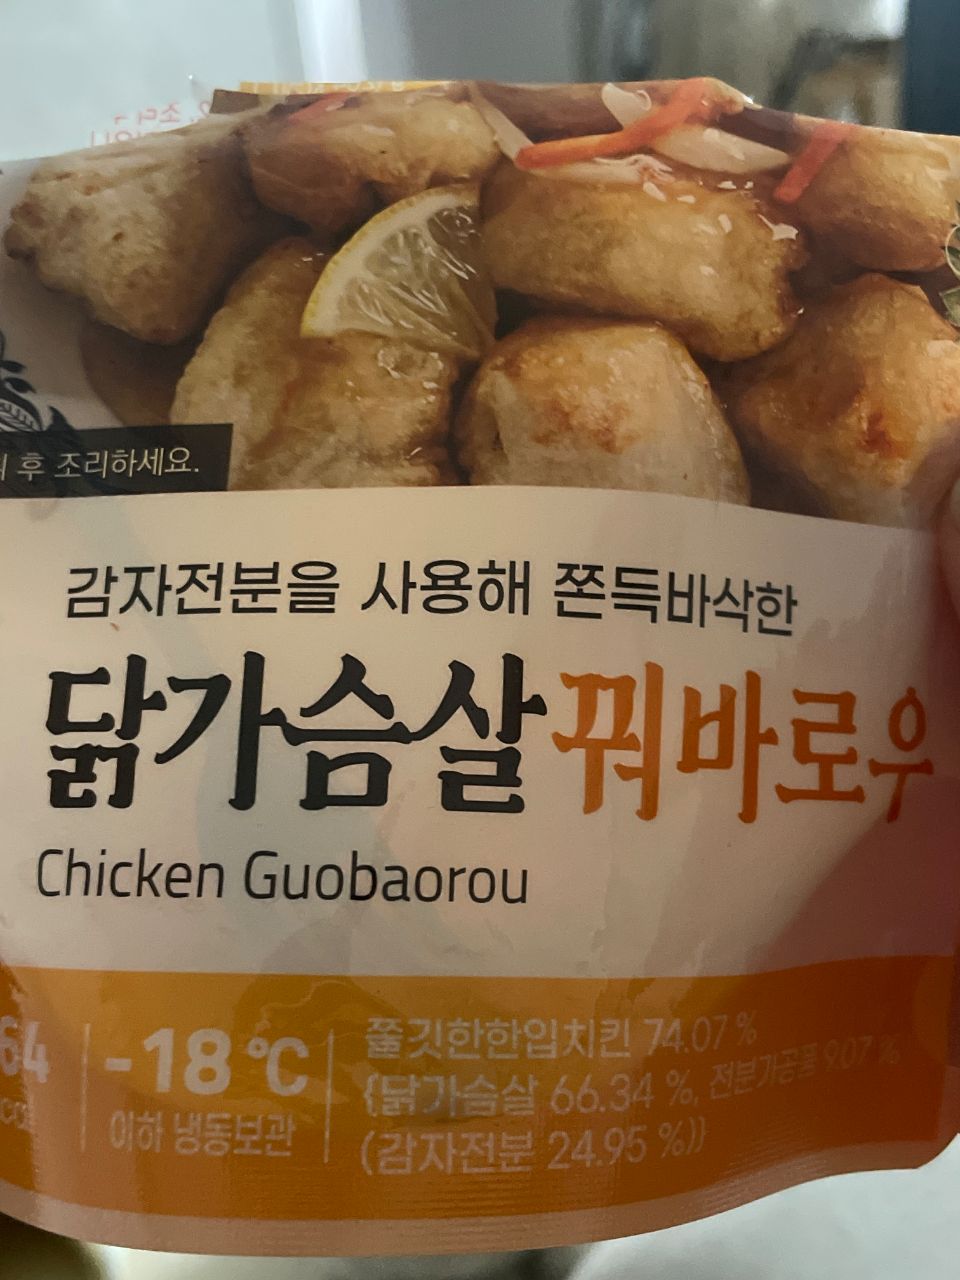 후 조리하세요.
감자전분을 사용해 쫀득바삭한
닭가슴살 꿔바로우
Chicken Guobaorou
64
-18 ℃
이하 냉동보관
쫄깃한한입치킨 74.07 %
{닭가슴살 66.34 %, 전분가공품 9.07 %
(감자전분 24.95 %)}